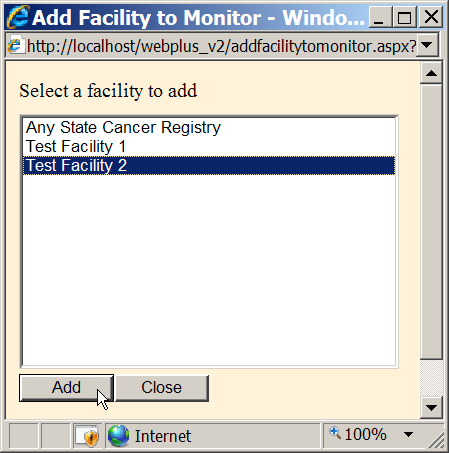 Add Facility to Monitor - Windo...
http://localhost/webplus_v2/addfacilitytomonitor.aspx?
Select a facility to add
Any State Cancer Registry
Test Facility 1
Test Facility 2
Add Close
Internet 100%